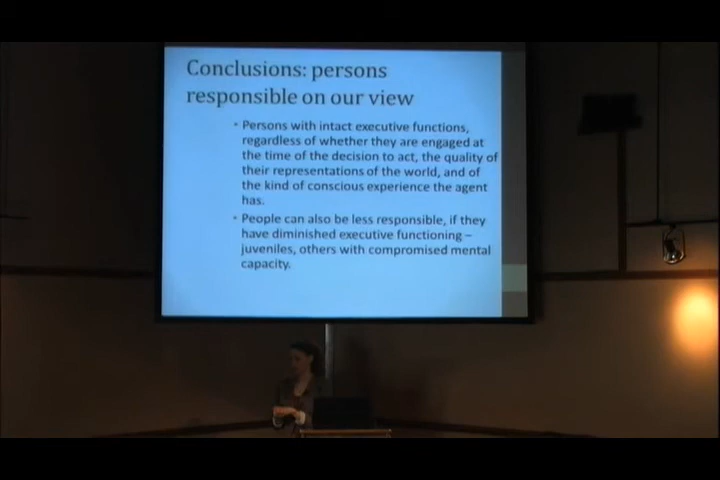 Conclusions: persons
responsible on our view
• Persons with intact executive functions,
regardless of whether they are engaged at
the time of the decision to act, the quality of
their representations of the world, and of
the kind of conscious experience the agent
has.
• People can also be less responsible, if they
have diminished executive functioning –
juveniles, others with compromised mental
capacity.